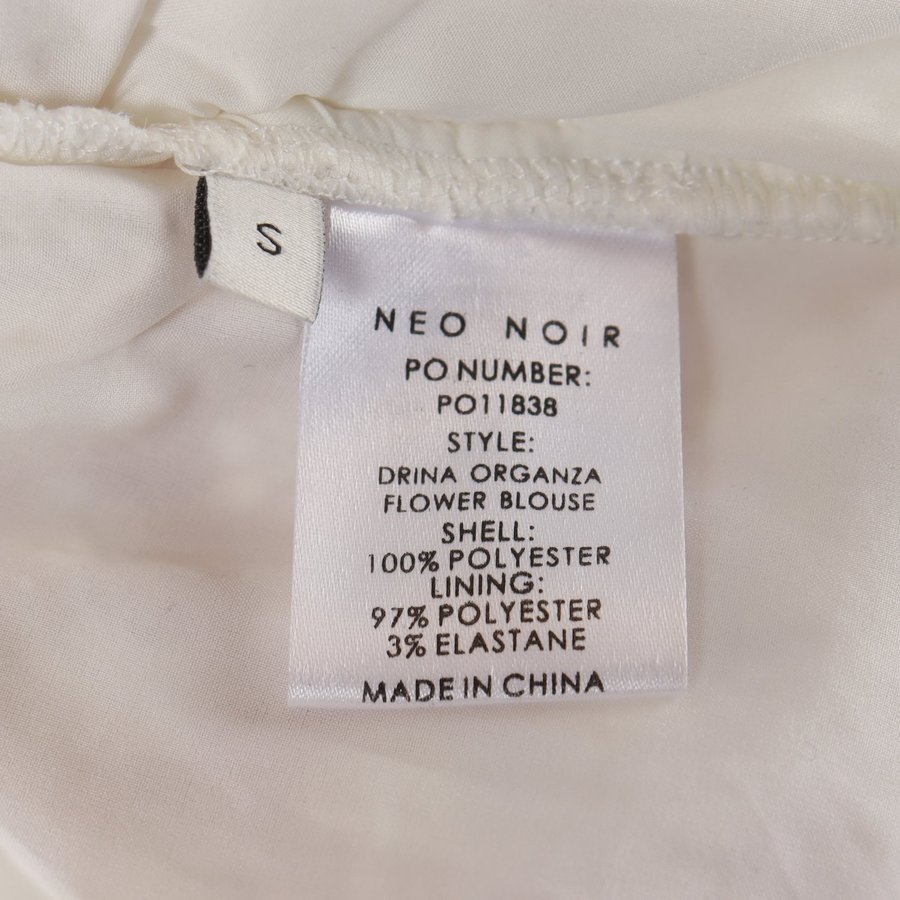 S
NEO NOIR
PO NUMBER:
PO11838
STYLE:
DRINA ORGANZA
FLOWER BLOUSE
SHELL:
100% POLYESTER
LINING:
97% POLYESTER
3% ELASTANE
MADE IN CHINA